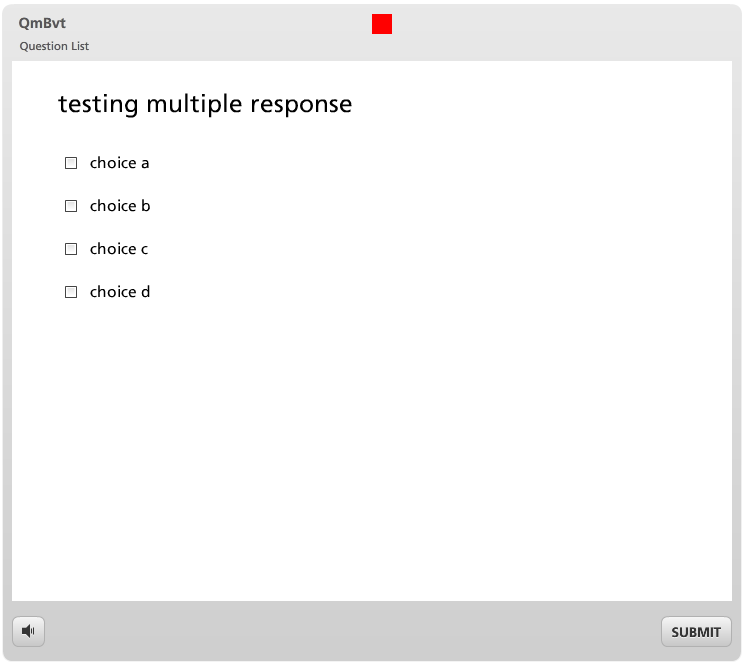 QmBvt
Question List
testing multiple response
choice a
choice b
choice c
choice d
SUBMIT